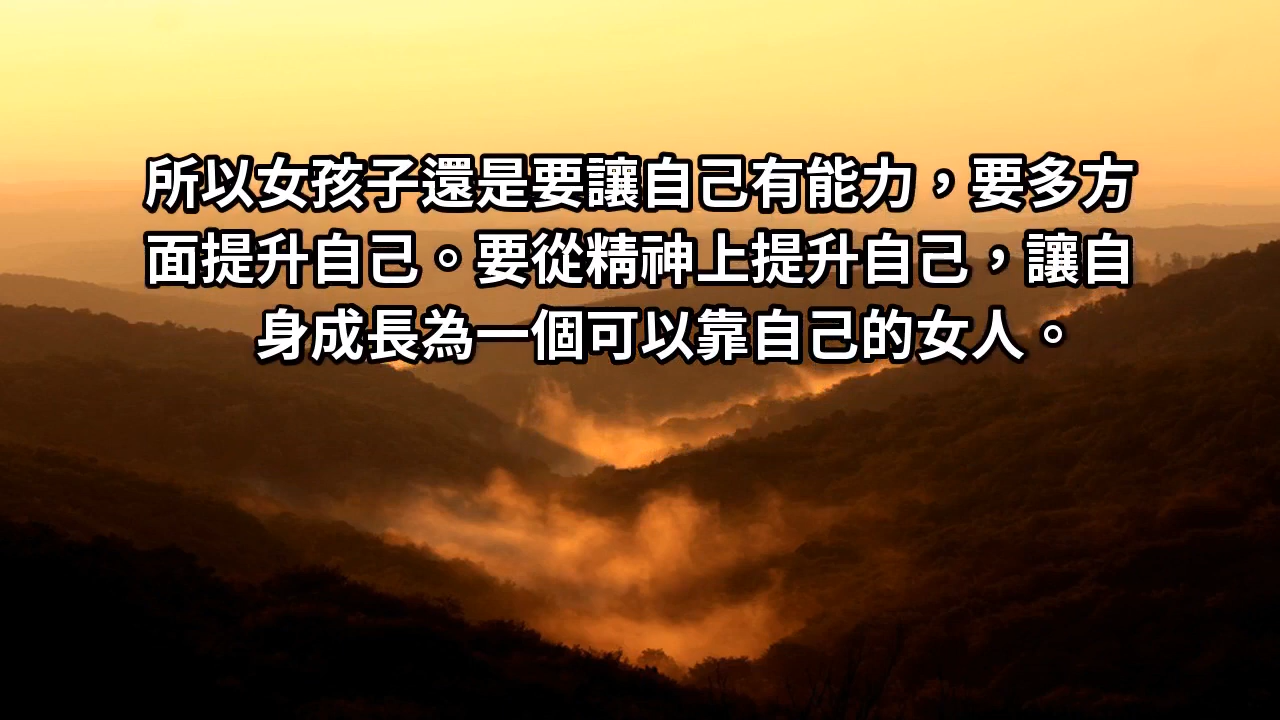 所以女孩子還是要讓自己有能力，要多方
面提升自己。要從精神上提升自己，讓自
身成長為一個可以靠自己的女人。